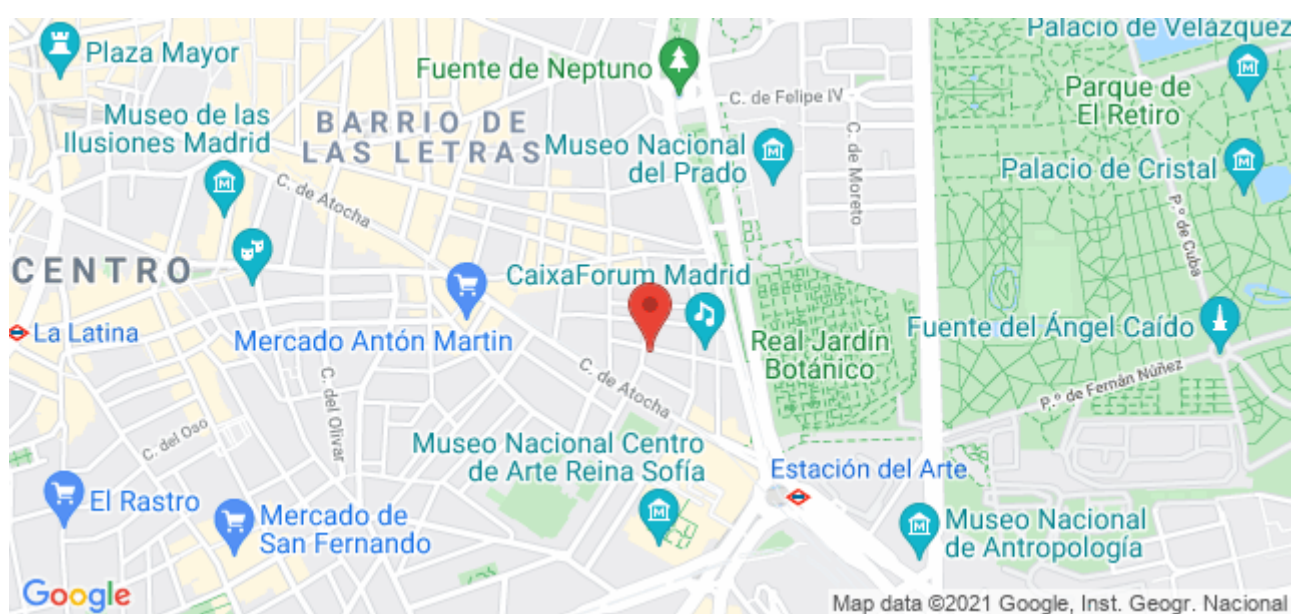 Plaza Mayor
Museo de las
Ilusiones Madrid
BARRIO DE
LAS LETRAS
Fuente de Neptuno
C. de Felipe IV
Palacio de Velázquez
Parque de
El Retiro
Museo Nacional
del Prado
C. de Moreto
Palacio de Cristal
C. de Atocha
P.º de Cuba
CENTRO
CaixaForum Madrid
La Latina
Mercado Antón Martin
Real Jardín
Botánico
Fuente del Ángel Caído
C. de Atocha
P.º de Fernán Núñez
C. del Oso
C. del Olivar
Museo Nacional Centro
de Arte Reina Sofía
Estación del Arte
El Rastro
Mercado de
San Fernando
Museo Nacional
de Antropología
Google
Map data ©2021 Google, Inst. Geogr. Nacional